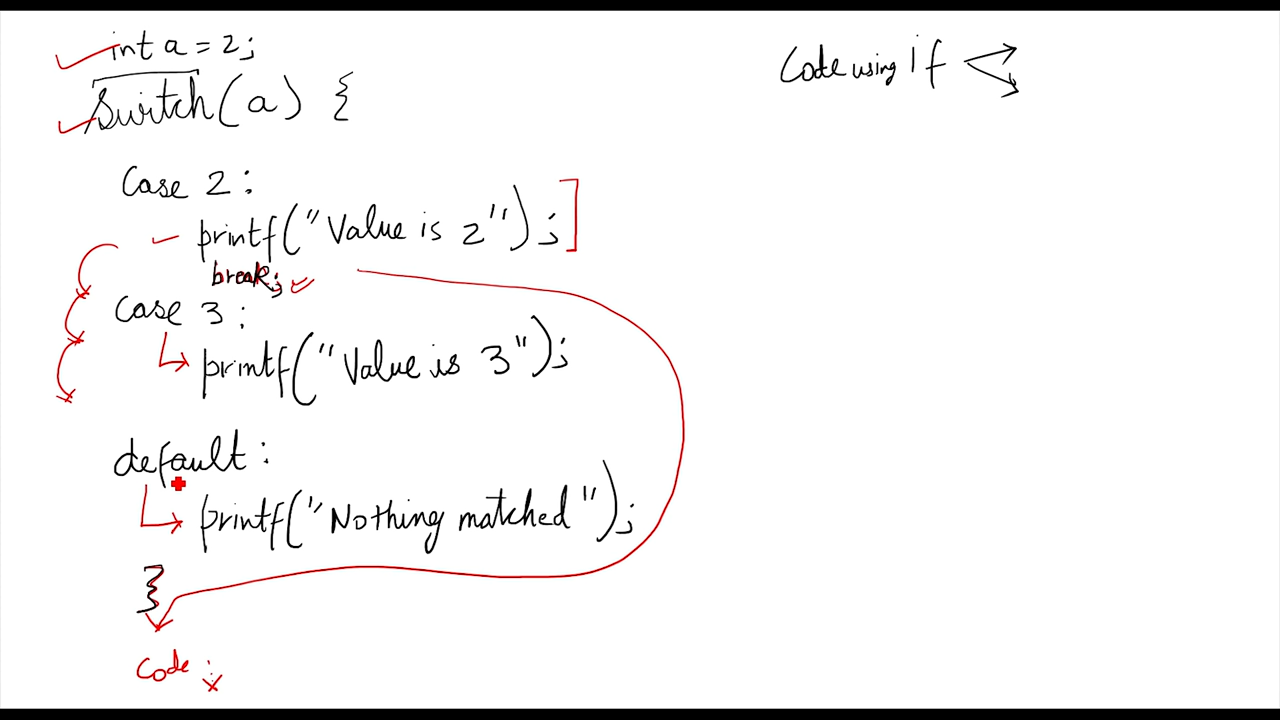 int a = 2;
Switch(a) {
Case 2:
printf("Value is 2");
break;
Case 3:
printf("Value is 3");
default:
printf("Nothing matched");
}
Code :
Code using if